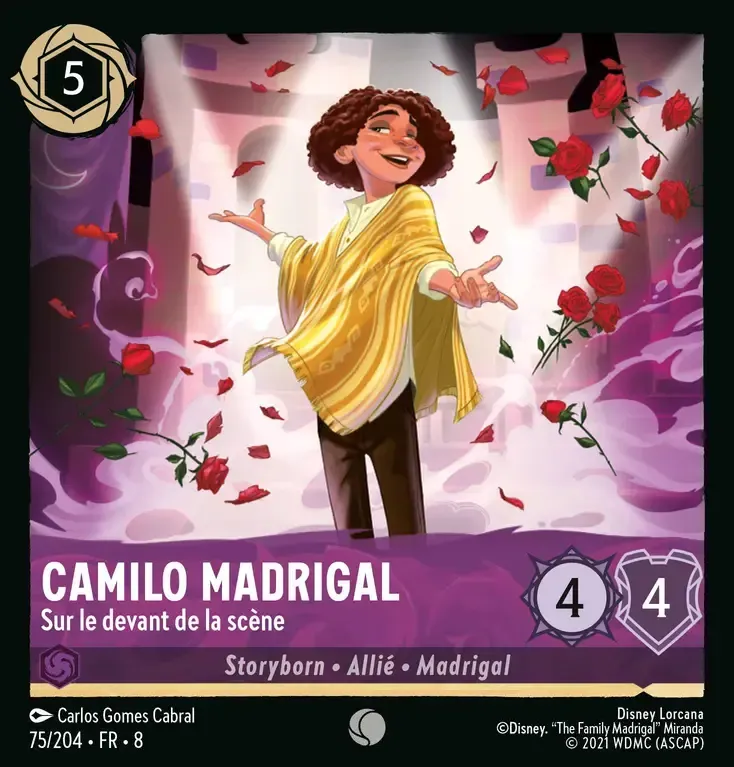 5
CAMILO MADRIGAL
Sur le devant de la scène
4
4
Storyborn • Allié • Madrigal
Carlos Gomes Cabral
75/204 • FR • 8
Disney Lorcana
©Disney. “The Family Madrigal” Miranda
© 2021 WDMC (ASCAP)